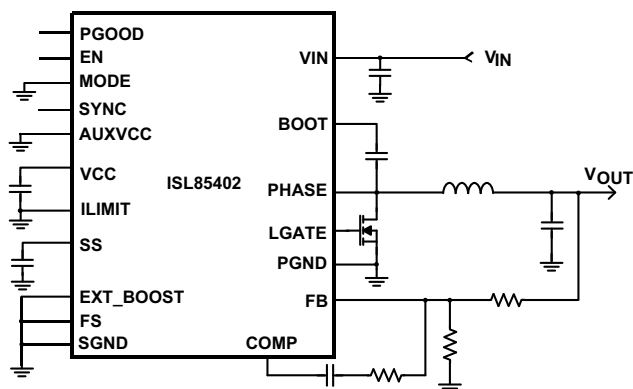 PGOOD
EN
MODE
SYNC
AUXVCC
VCC
ILIMIT
SS
EXT_BOOST
FS
SGND
ISL85402
VIN
BOOT
PHASE
LGATE
PGND
FB
COMP
VIN
VOUT